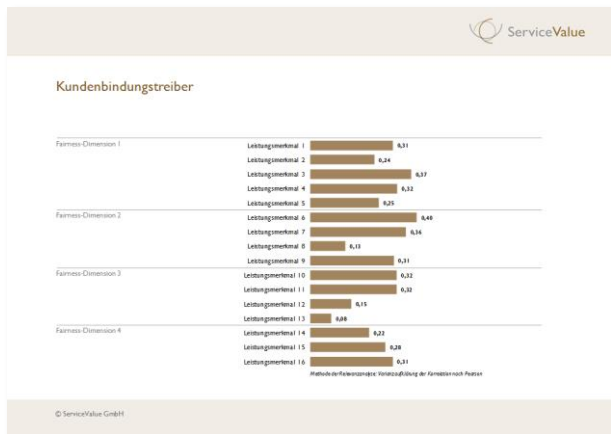 ServiceValue
Kundenbindungstreiber
Fairness-Dimension 1
Leistungsmerkmal 1 0,31
Leistungsmerkmal 2 0,24
Leistungsmerkmal 3 0,37
Leistungsmerkmal 4 0,32
Leistungsmerkmal 5 0,25
Fairness-Dimension 2
Leistungsmerkmal 6 0,40
Leistungsmerkmal 7 0,36
Leistungsmerkmal 8 0,13
Leistungsmerkmal 9 0,31
Fairness-Dimension 3
Leistungsmerkmal 10 0,32
Leistungsmerkmal 11 0,32
Leistungsmerkmal 12 0,15
Leistungsmerkmal 13 0,08
Fairness-Dimension 4
Leistungsmerkmal 14 0,22
Leistungsmerkmal 15 0,28
Leistungsmerkmal 16 0,31
Methode der Relevanzanalyse: Varianzaufklärung der Korrelation nach Pearson
© ServiceValue GmbH